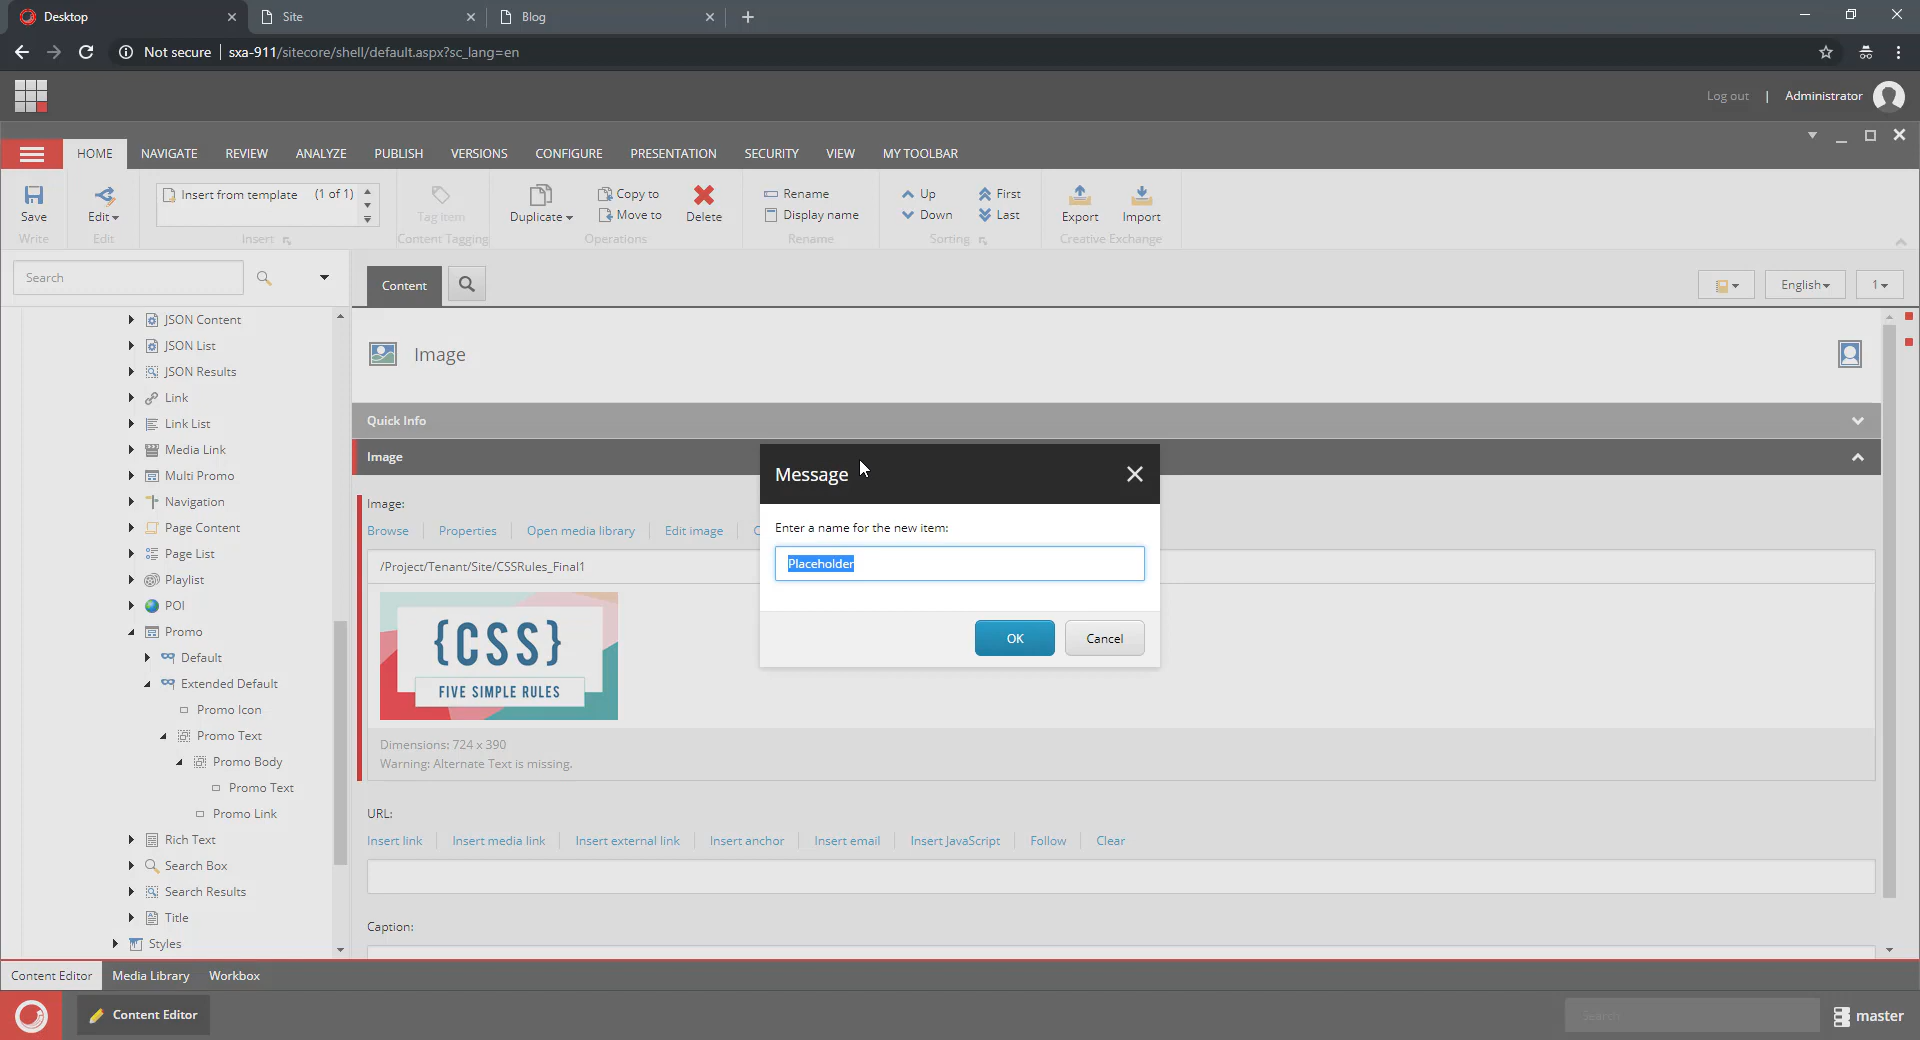 Desktop
Site
Blog
Not secure
sxa-911/sitecore/shell/default.aspx?sc_lang=en
Log out | Administrator
HOME
NAVIGATE
REVIEW
ANALYZE
PUBLISH
VERSIONS
CONFIGURE
PRESENTATION
SECURITY
VIEW
MY TOOLBAR
Save
Write
Edit
Edit
Insert from template (1 of 1)
Insert
Tag item
Content Tagging
Duplicate
Copy to
Move to
Delete
Operations
Rename
Display name
Rename
Up
Down
First
Last
Sorting
Export
Import
Creative Exchange
Search
JSON Content
JSON List
JSON Results
Link
Link List
Media Link
Multi Promo
Navigation
Page Content
Page List
Playlist
POI
Promo
Default
Extended Default
Promo Icon
Promo Text
Promo Body
Promo Text
Promo Link
Rich Text
Search Box
Search Results
Title
Styles
Content
English
1
Image
Quick Info
Image
Image:
Browse
Properties
Open media library
Edit image
/Project/Tenant/Site/CSSRules_Final1
{CSS}
FIVE SIMPLE RULES
Dimensions: 724 x 390
Warning: Alternate Text is missing.
URL:
Insert link
Insert media link
Insert external link
Insert anchor
Insert email
Insert JavaScript
Follow
Clear
Caption:
Message
Enter a name for the new item:
Placeholder
OK
Cancel
Content Editor
Media Library
Workbox
Content Editor
Search
master